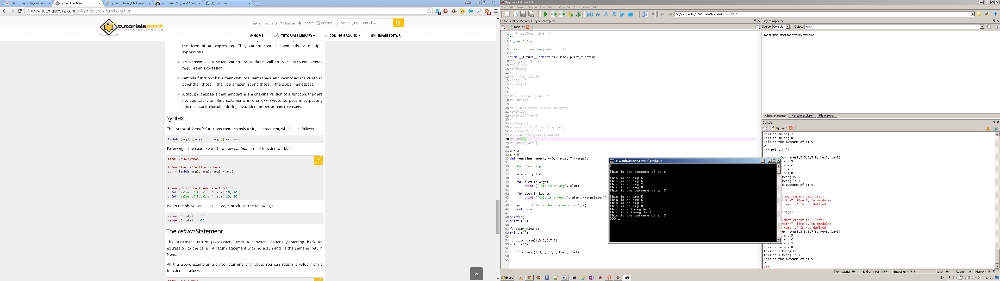 Inbox - zagreth@gmail.com
Python Functions
python - Using global variabl
How to use *args and **kw
(1) Facebook
Juan
www.tutorialspoint.com/python/python_functions.htm
tutorialspoint
SIMPLYEASYLEARNING
Whiteboard
? Quizzes
Shared
Articles
Search your tutorials...
HOME
TUTORIALS LIBRARY
</> CODING GROUND
IMAGE EDITOR
the form of an expression. They cannot contain commands or multiple
expressions.
An anonymous function cannot be a direct call to print because lambda
requires an expression
Lambda functions have their own local namespace and cannot access variables
other than those in their parameter list and those in the global namespace.
Although it appears that lambda's are a one-line version of a function, they are
not equivalent to inline statements in C or C++, whose purpose is by passing
function stack allocation during invocation for performance reasons.
Syntax
The syntax of lambda functions contains only a single statement, which is as follows –
lambda [arg1 [,arg2,.....argn]]:expression
Following is the example to show how lambda form of function works –
#!/usr/bin/python
Try it
# Function definition is here
sum = lambda arg1, arg2: arg1 + arg2;
# Now you can call sum as a function
print "Value of total : ", sum( 10, 20 )
print "Value of total : ", sum( 20, 20 )
When the above code is executed, it produces the following result –
Value of total :  30
Value of total :  40
The return Statement
The statement return [expression] exits a function, optionally passing back an
expression to the caller. A return statement with no arguments is the same as return
None.
All the above examples are not returning any value. You can return a value from a
function as follows –
#!/usr/bin/python
Spyder (Python 2.7)
File Edit Search Source Run Debug Consoles Tools View Help
D:\Documents\IHE\Courses\Matlab-Python_2015
Editor - C:\Users\chaco3\.spyder2\temp.py
temp.py
1 # -*- coding: utf-8 -*-
2 """
3 Spyder Editor
4
5 This is a temporary script file.
6 """
7 from __future__ import division, print_function
8 #a = [10, 10, 10]
9 #a[0] = 3
10 #print(a)
11 #
12 #b = (10, 10, 10)
13 #b[0] = 3
14 #print(b)
15
16
17 #a = {10,20,30,10,20}
18 #print (a)
19
20 #a = dict(one=1, two=2, three=3)
21 #print(a)
22 #print(a['one'])
23 #
24 #print('')
25 #names = ['one','two','three']
26 #nums = [1, 2, 3]
27 #a = dict(zip(names, nums))
28 #print(a)
29 #print(a['one'])
30
31 a = 2
32 c = 5
33 def function_name(x, y=0, *args, **kwargs):
34 '''
35 Function help
36 '''
37 a = x + y + c
38
39 for elem in args:
40 print ('This is an arg', elem)
41
42 for elem in kwargs:
43 print ('this is a kwarg', elem, kwargs[elem])
44
45 print ('This is the outcome of a:', a)
46 return a
47
48 print(a)
49 print ('')
50
51 function_name(1)
52 print ('')
53
54 function_name(1,3,5,6,7,8)
55 print ('')
56
57 function_name(1,3,5,6,7,8, kw=5, la=1)
58
59
C:\Windows\SYSTEM32\cmd.exe
2
This is the outcome of a: 6
This is an arg 5
This is an arg 6
This is an arg 7
This is an arg 8
This is the outcome of a: 9
This is an arg 5
This is an arg 6
This is an arg 7
This is an arg 8
this is a kwarg kw 5
this is a kwarg la 1
This is the outcome of a: 9
>>> _
Object inspector
Source Console Object print
No further documentation available
Object inspector Variable explorer File explorer
Console
Python 1
This is an arg 7
This is an arg 8
This is the outcome of a: 9
9
>>> print ('')
>>> function_name(1,3,5,6,7,8, kw=5, la=1)
arg 5
arg 6
arg 7
arg 8
kwarg kw 5
kwarg la 1
outcome of a: 9
(most recent call last):
tdin>", line 1, in <module>
name 'z' is not defined
int(a)
(most recent call last):
tdin>", line 1, in <module>
name 'z' is not defined
on_name(1,3,5,6,7,8, kw=5, la=1)
arg 5
arg 6
This is an arg 7
This is an arg 8
this is a kwarg kw 5
this is a kwarg la 1
This is the outcome of a: 9
9
>>>
Permissions: RW End-of-lines: CRLF Encoding: UTF-8 Line: 28 Column: 10 Memory: 52 %
Start
EN
11:01